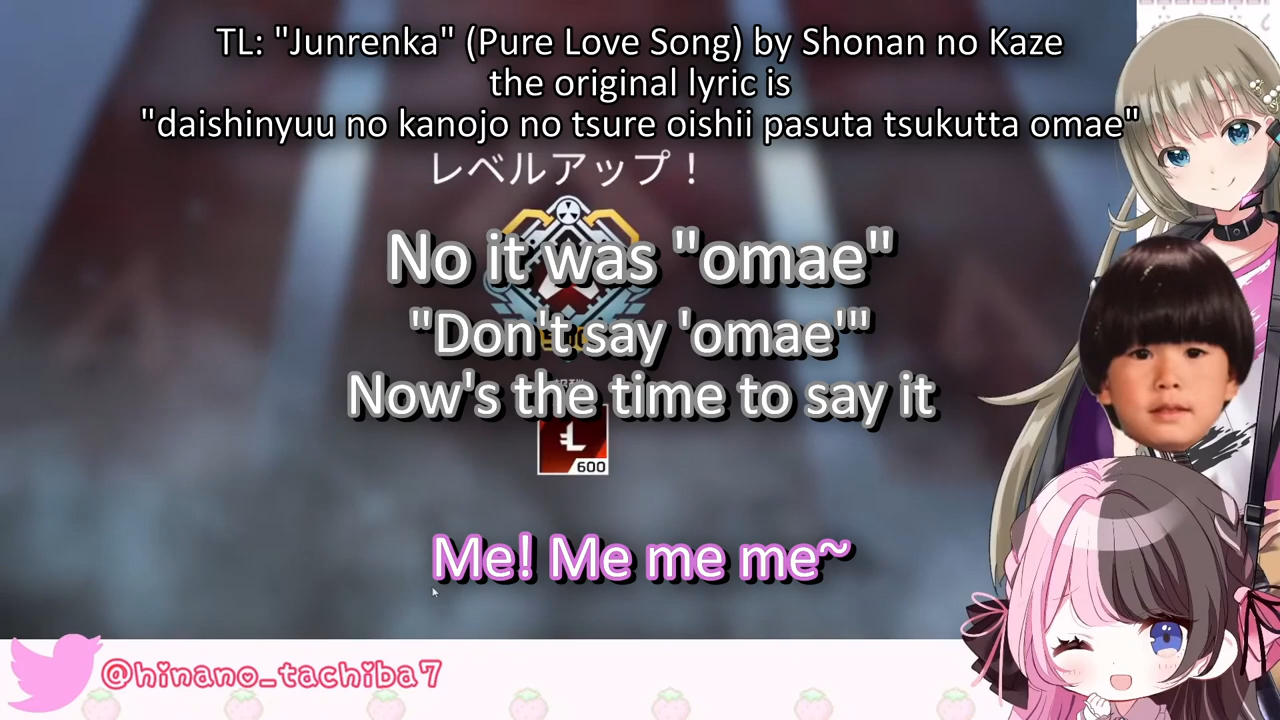 TL: "Junrenka" (Pure Love Song) by Shonan no Kaze
the original lyric is
"daishinyuu no kanojo no tsure oishii pasuta tsukutta omae"
レベルアップ！
No it was "omae"
"Don't say 'omae'"
Now's the time to say it
600
Me! Me me me~
@hinano_tachiba7